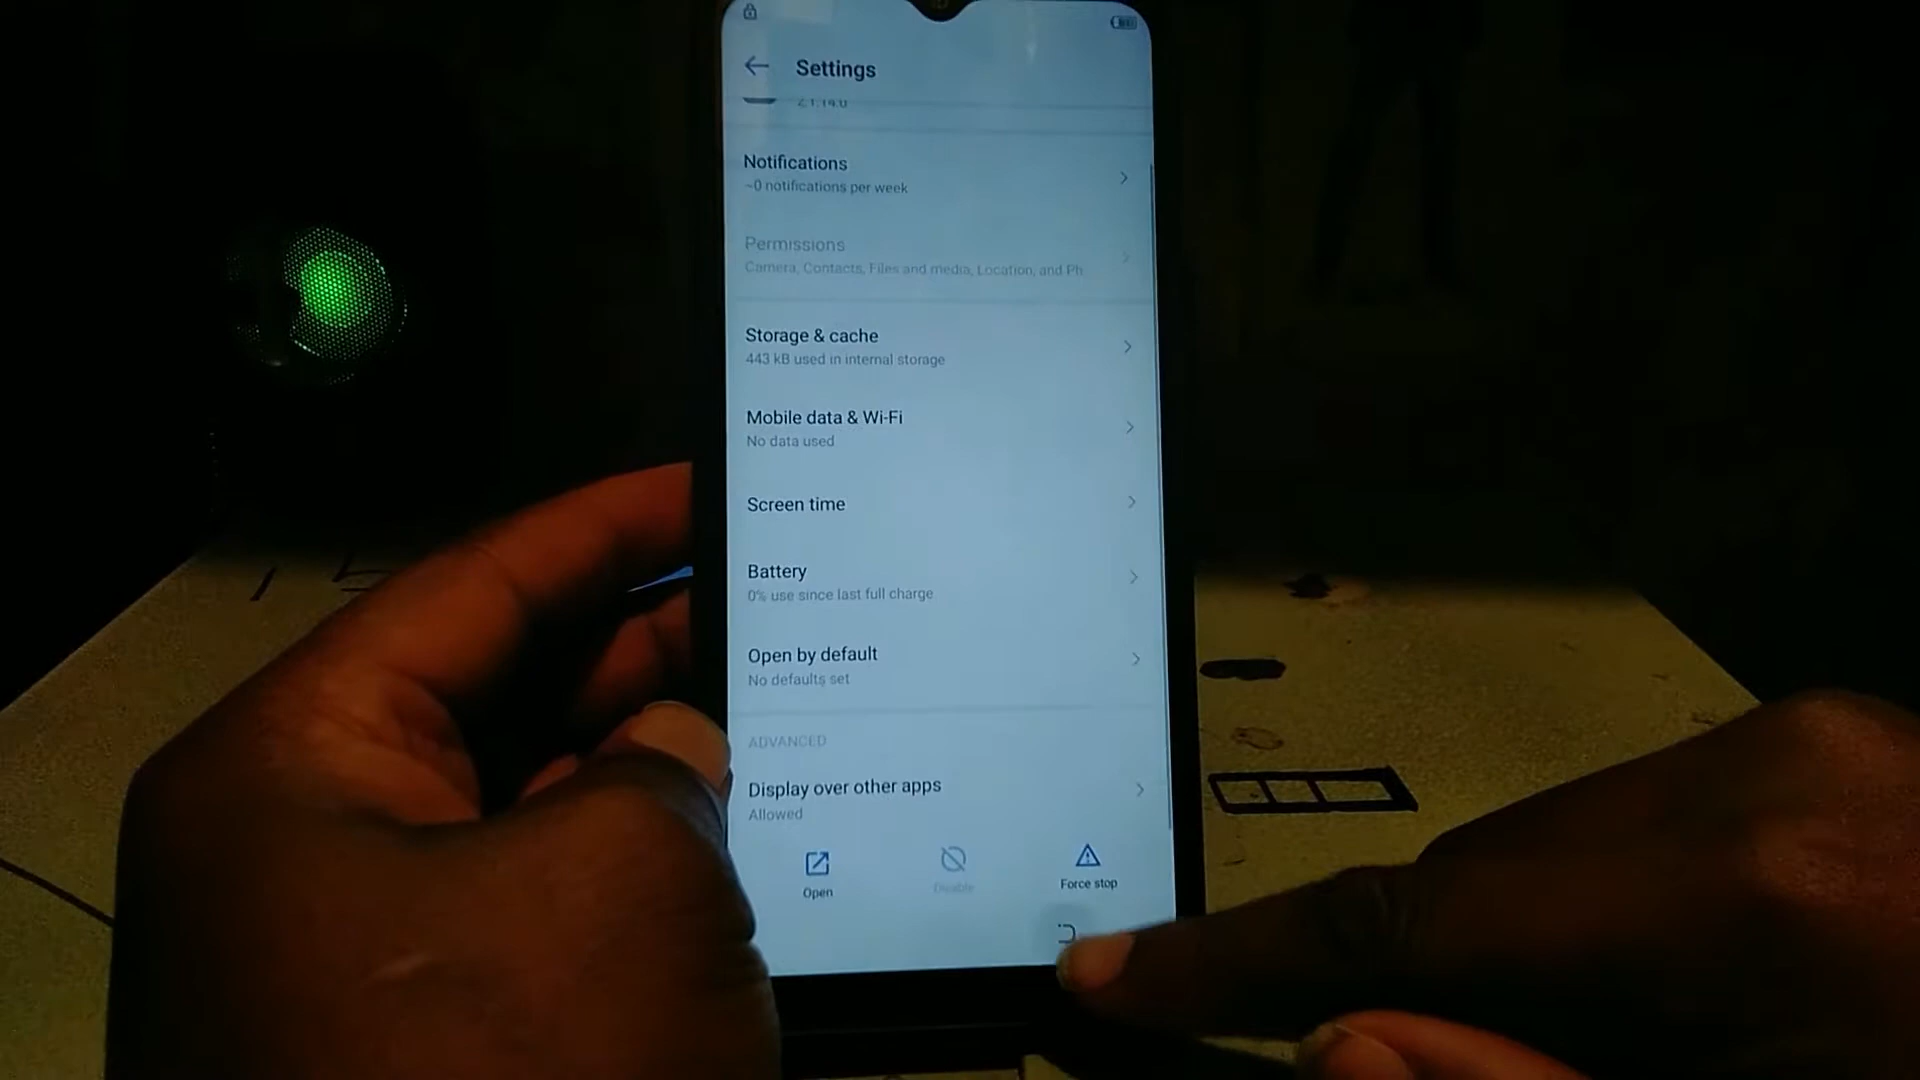 Settings
Notifications
~0 notifications per week
Permissions
Camera, Contacts, Files and media, Location, and Ph
Storage & cache
443 kB used in internal storage
Mobile data & Wi-Fi
No data used
Screen time
Battery
0% use since last full charge
Open by default
No defaults set
ADVANCED
Display over other apps
Allowed
Open
Disable
Force stop